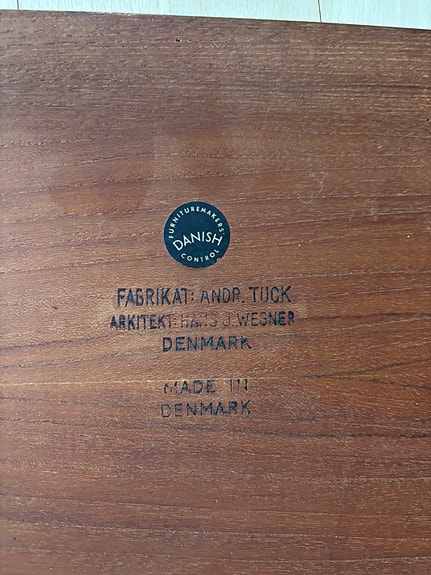 FURNITUREMAKERS'
DANISH
CONTROL
FABRIKAT: ANDR. TUCK
ARKITEKT: HANS J. WEGNER
DENMARK
MADE IN
DENMARK